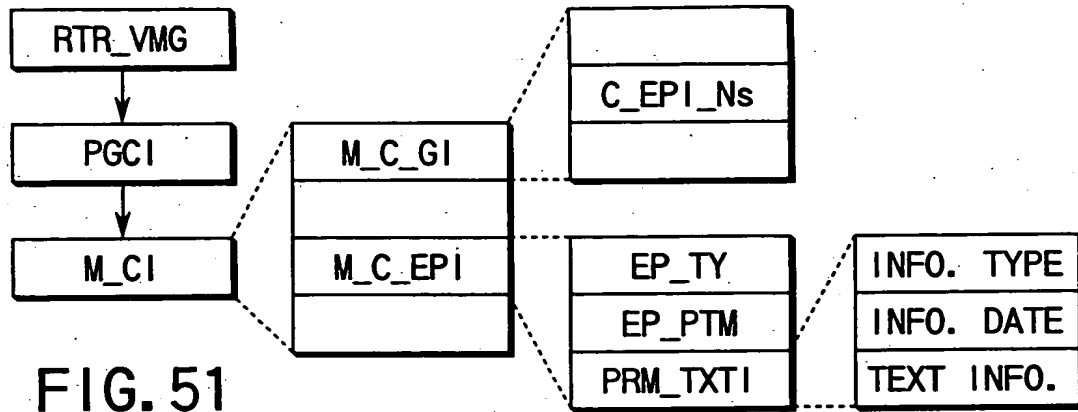 RTR_VMG
PGCI
M_CI
M_C_GI
M_C_EPI
C_EPI_Ns
EP_TY
EP_PTM
PRM_TXTI
INFO. TYPE
INFO. DATE
TEXT INFO.
FIG. 51